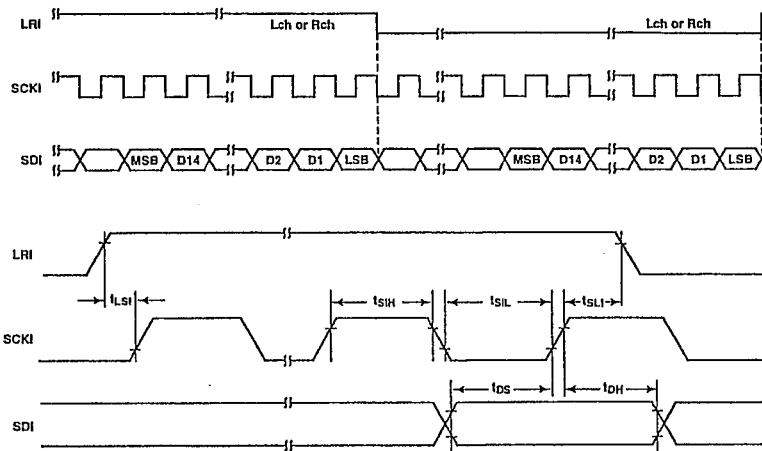 LRI
Lch or Rch
Lch or Rch
SCKI
SDI
MSB
D14
D2
D1
LSB
MSB
D14
D2
D1
LSB
LRI
tLSI
tSIH
tSIL
tSLI
SCKI
tDS
tDH
SDI